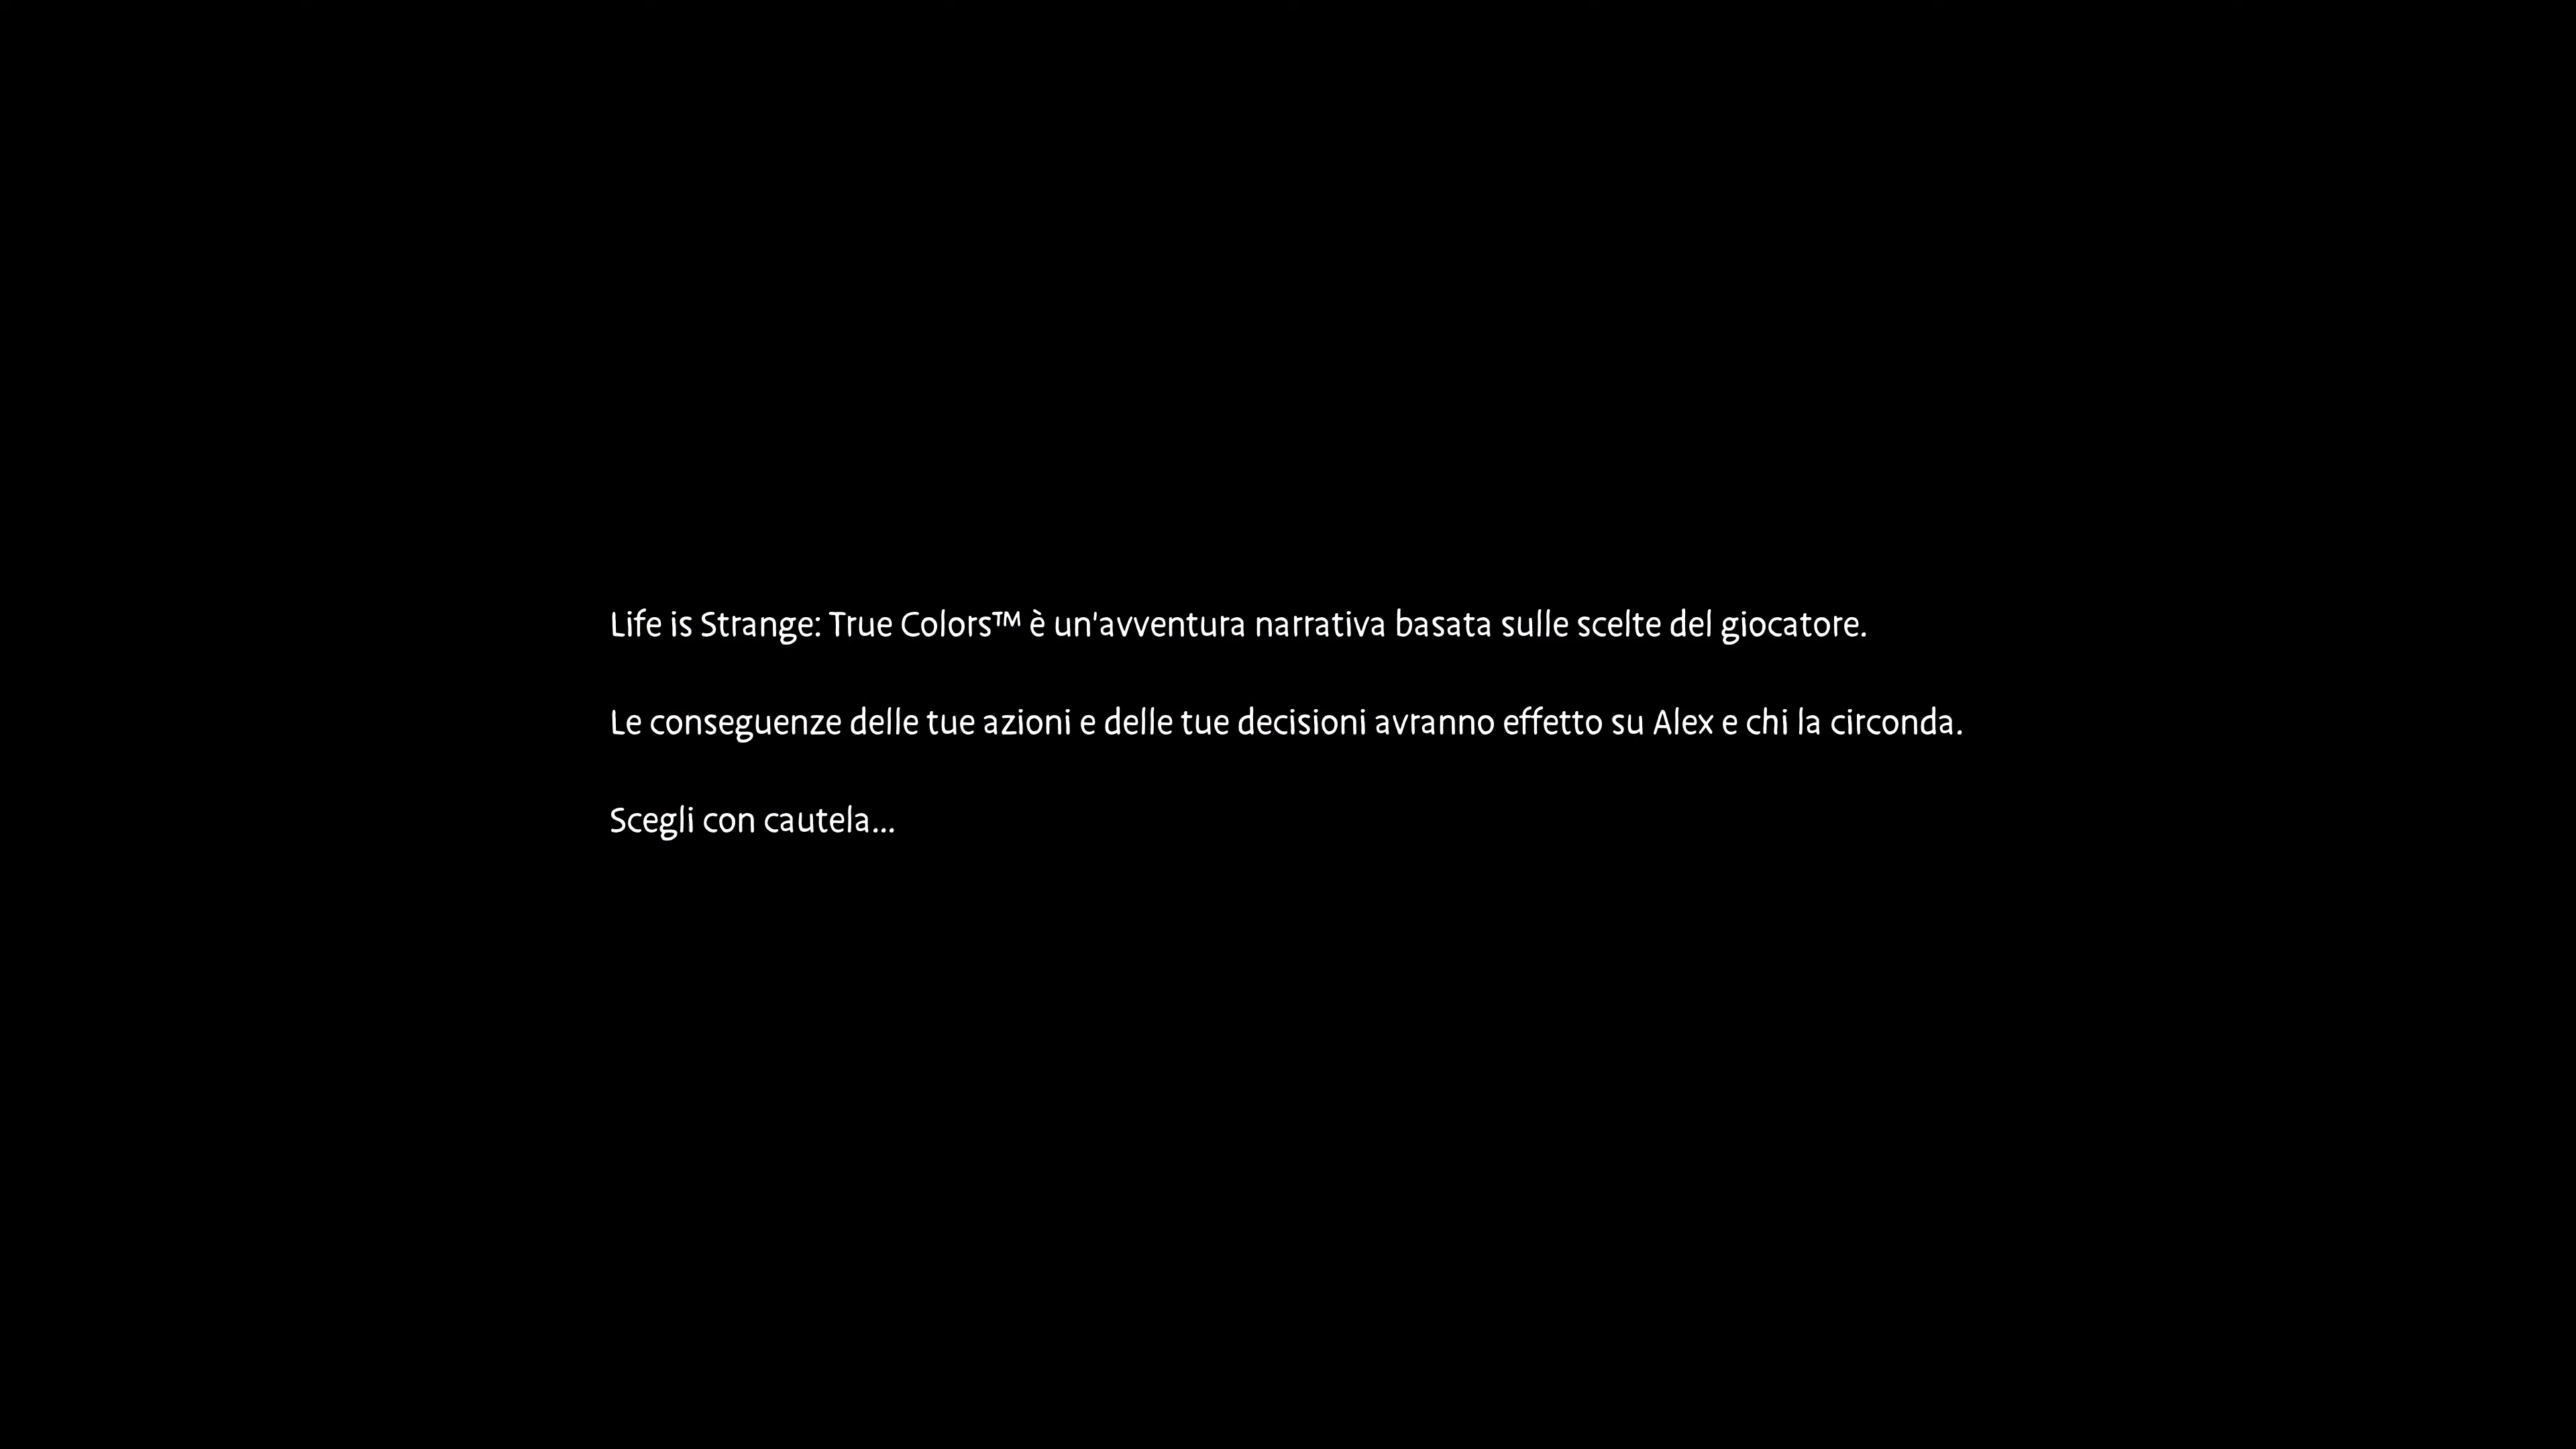 Life is Strange: True Colors™ è un'avventura narrativa basata sulle scelte del giocatore.
Le conseguenze delle tue azioni e delle tue decisioni avranno effetto su Alex e chi la circonda.
Scegli con cautela...